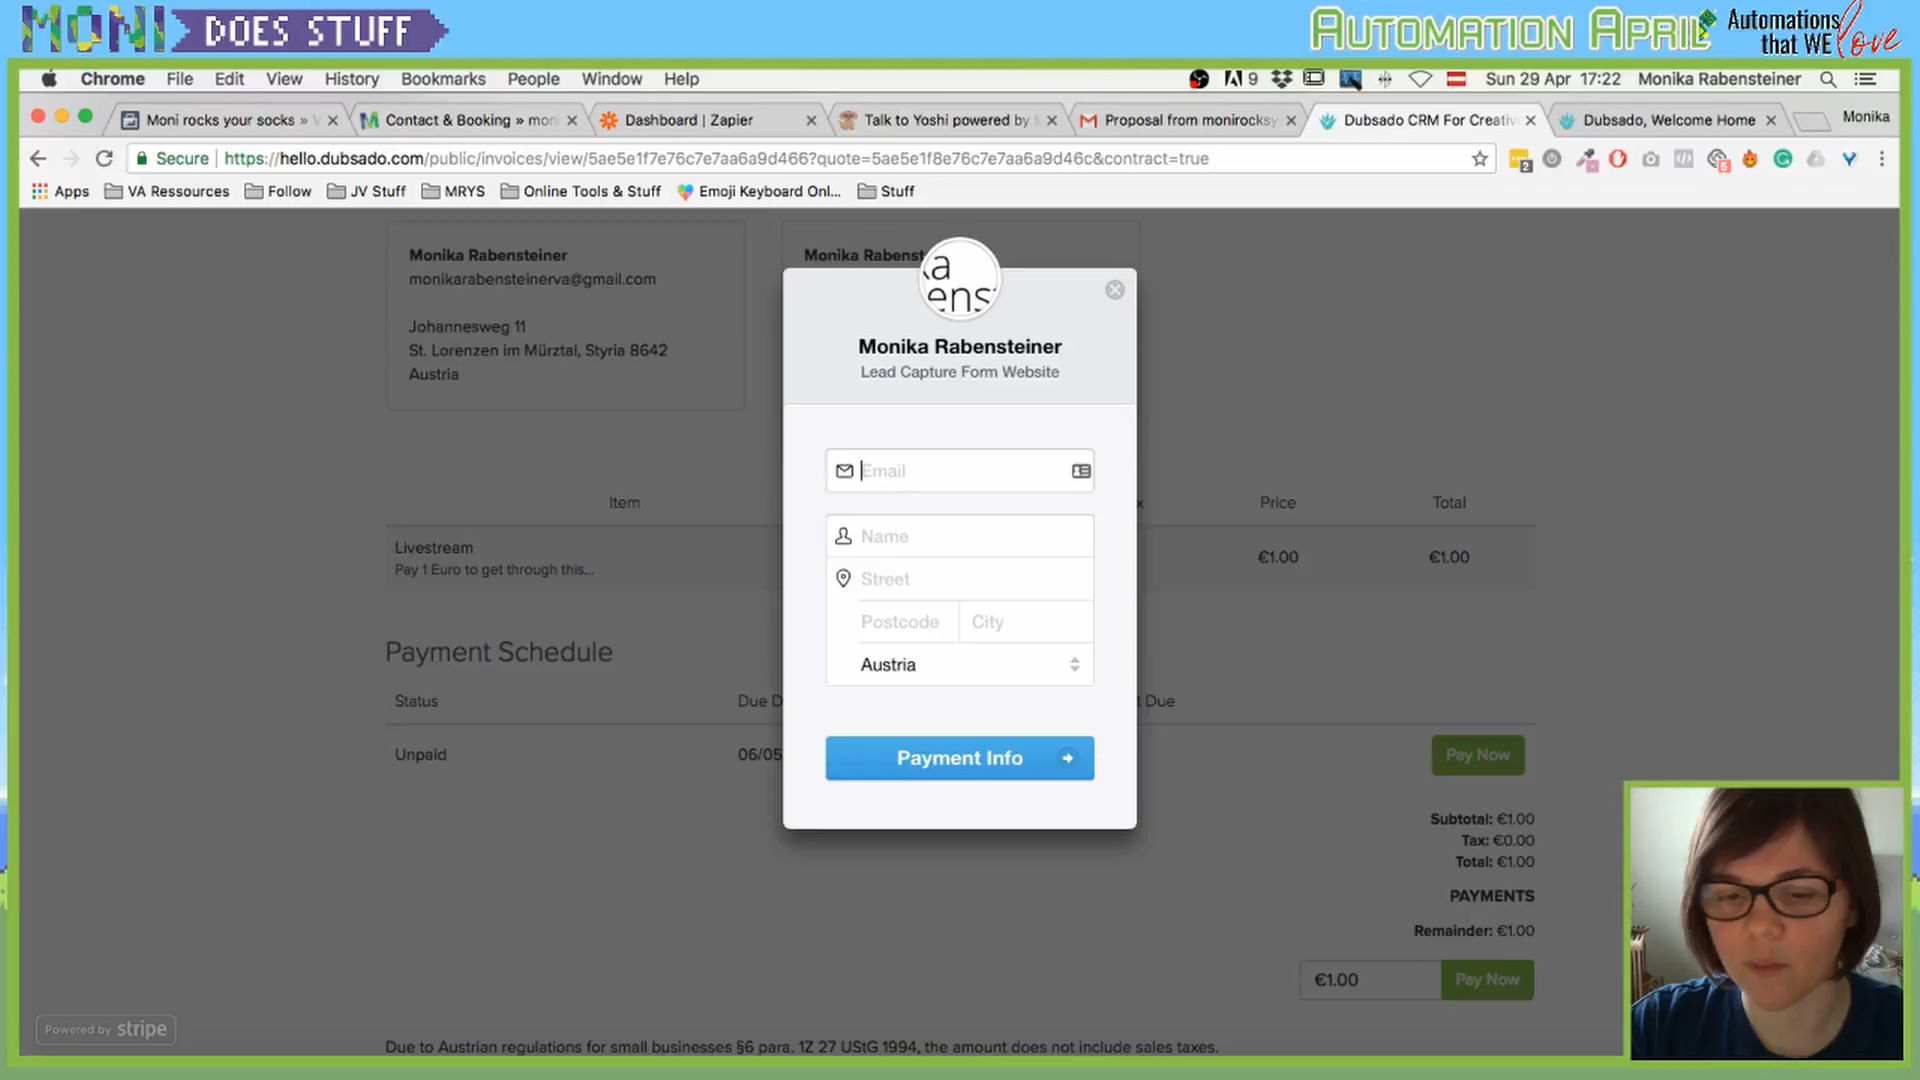 MONI DOES STUFF
AUTOMATION APRIL
Automations that WE love
Chrome File Edit View History Bookmarks People Window Help
9 Sun 29 Apr 17:22 Monika Rabensteiner
Moni rocks your socks »
Contact & Booking » mon
Dashboard | Zapier
Talk to Yoshi powered by
Proposal from monirocksy
Dubsado CRM For Creativ
Dubsado, Welcome Home
Monika
Secure https://hello.dubsado.com/public/invoices/view/5ae5e1f7e76c7e7aa6a9d466?quote=5ae5e1f8e76c7e7aa6a9d46c&contract=true
Apps VA Ressources Follow JV Stuff MRYS Online Tools & Stuff Emoji Keyboard Onl... Stuff
Monika Rabensteiner
monikarabensteinerva@gmail.com
Johannesweg 11
St. Lorenzen im Mürztal, Styria 8642
Austria
Monika Rabenst
ka
enst
Monika Rabensteiner
Lead Capture Form Website
Email
Name
Street
Postcode City
Austria
Payment Info
Item x Price Total
Livestream €1.00 €1.00
Pay 1 Euro to get through this...
Payment Schedule
Status Due D t Due
Unpaid 06/05 Pay Now
Subtotal: €1.00
Tax: €0.00
Total: €1.00
PAYMENTS
Remainder: €1.00
€1.00 Pay Now
Powered by stripe
Due to Austrian regulations for small businesses §6 para. 1Z 27 UStG 1994, the amount does not include sales taxes.